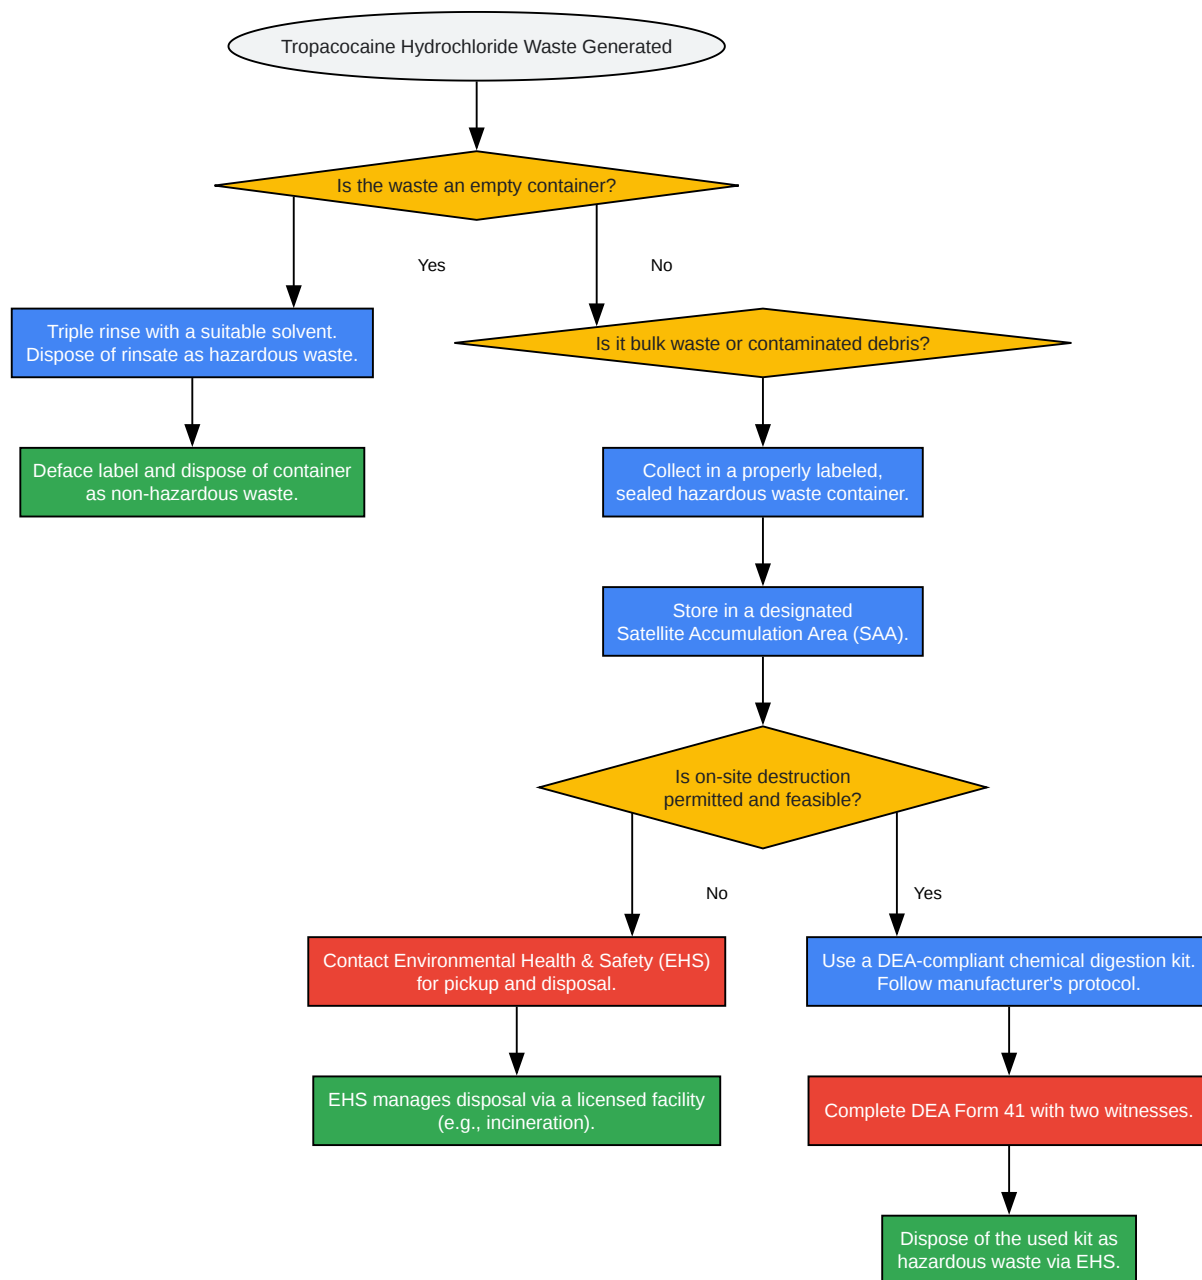 Tropacocaine Hydrochloride Waste Generated
Is the waste an empty container?
Yes
No
Triple rinse with a suitable solvent.
Dispose of rinsate as hazardous waste.
Is it bulk waste or contaminated debris?
Deface label and dispose of container
as non-hazardous waste.
Collect in a properly labeled,
sealed hazardous waste container.
Store in a designated
Satellite Accumulation Area (SAA).
Is on-site destruction
permitted and feasible?
No
Yes
Contact Environmental Health & Safety (EHS)
for pickup and disposal.
Use a DEA-compliant chemical digestion kit.
Follow manufacturer's protocol.
EHS manages disposal via a licensed facility
(e.g., incineration).
Complete DEA Form 41 with two witnesses.
Dispose of the used kit as
hazardous waste via EHS.